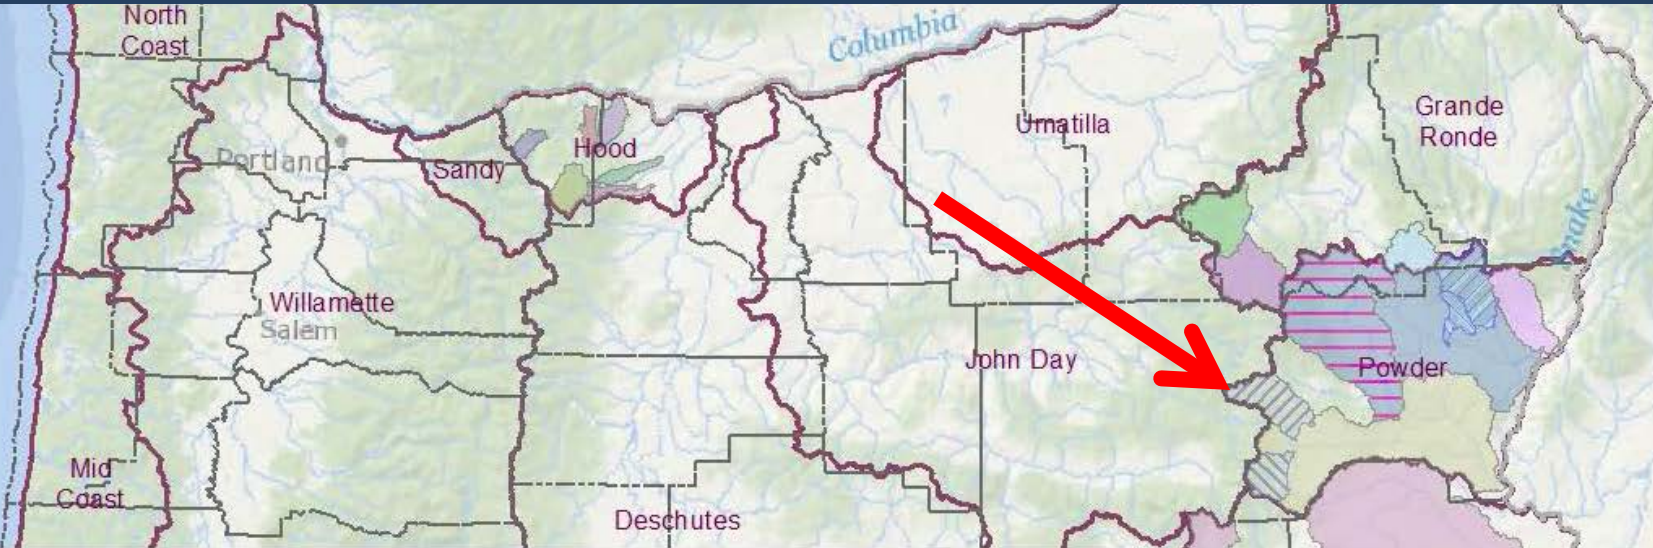 North
Coast
Columbia
Grande
Ronde
Umatilla
Hood
Portland
Sandy
Snake
Willamette
Salem
John Day
Powder
Mid
Coast
Deschutes